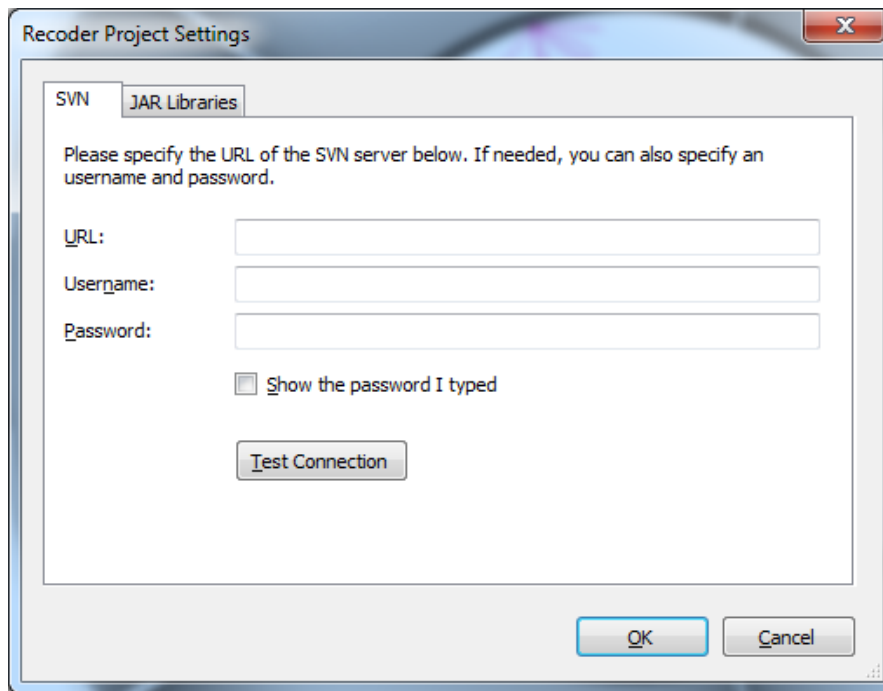 Recoder Project Settings
SVN
JAR Libraries
Please specify the URL of the SVN server below. If needed, you can also specify an
username and password.
URL:
Username:
Password:
Show the password I typed
Test Connection
OK
Cancel